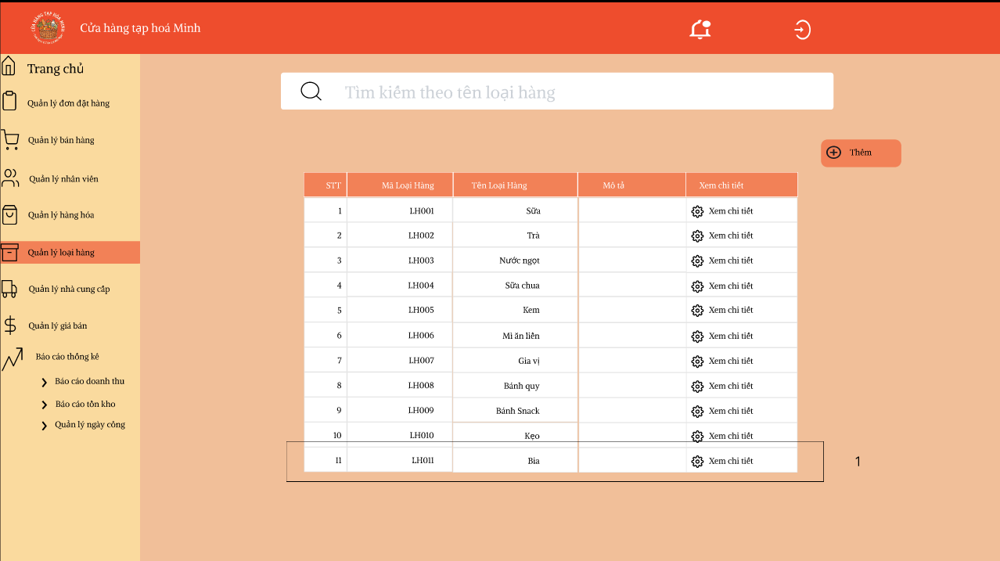 CỬA HÀNG TẠP HOÁ MINH
Cửa hàng tạp hoá Minh
Trang chủ
Quản lý đơn đặt hàng
Quản lý bán hàng
Quản lý nhân viên
Quản lý hàng hóa
Quản lý loại hàng
Quản lý nhà cung cấp
Quản lý giá bán
Báo cáo thống kê
Báo cáo doanh thu
Báo cáo tồn kho
Quản lý ngày công
Tìm kiếm theo tên loại hàng
Thêm
STT Mã Loại Hàng Tên Loại Hàng Mô tả Xem chi tiết
1 LH001 Sữa Xem chi tiết
2 LH002 Trà Xem chi tiết
3 LH003 Nước ngọt Xem chi tiết
4 LH004 Sữa chua Xem chi tiết
5 LH005 Kem Xem chi tiết
6 LH006 Mì ăn liền Xem chi tiết
7 LH007 Gia vị Xem chi tiết
8 LH008 Bánh quy Xem chi tiết
9 LH009 Bánh Snack Xem chi tiết
10 LH010 Kẹo Xem chi tiết
11 LH011 Bia Xem chi tiết
1